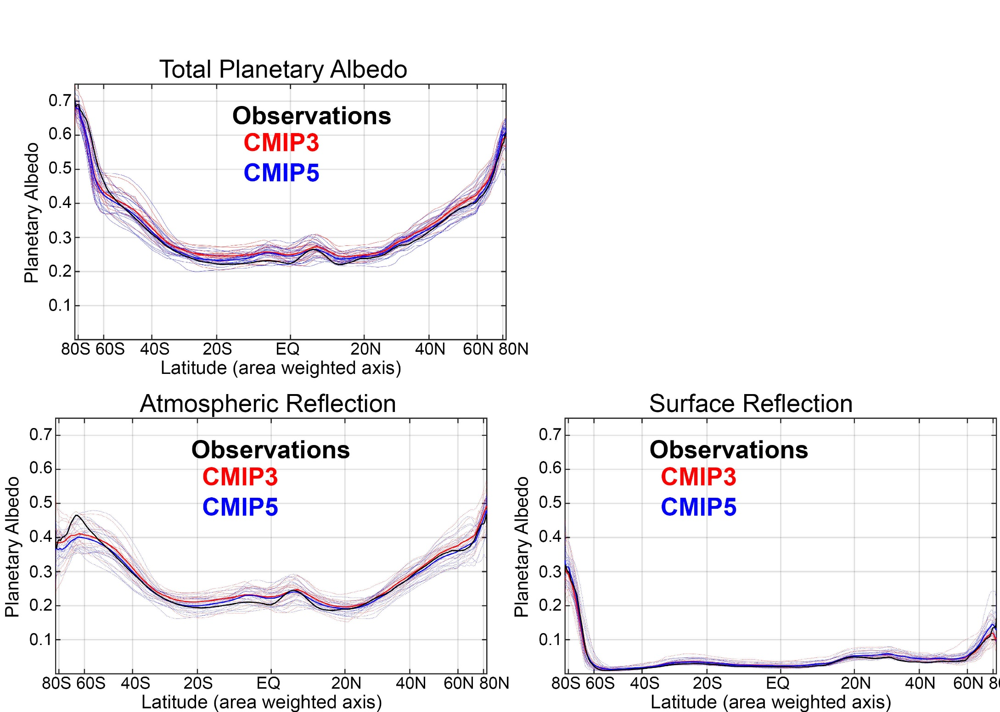 Total Planetary Albedo
0.7
0.6
0.5
0.4
0.3
0.2
0.1
Planetary Albedo
Observations
CMIP3
CMIP5
80S 60S 40S 20S EQ 20N 40N 60N 80N
Latitude (area weighted axis)
Atmospheric Reflection
0.7
0.6
0.5
0.4
0.3
0.2
0.1
Planetary Albedo
Observations
CMIP3
CMIP5
80S 60S 40S 20S EQ 20N 40N 60N 80N
Latitude (area weighted axis)
Surface Reflection
0.7
0.6
0.5
0.4
0.3
0.2
0.1
Planetary Albedo
Observations
CMIP3
CMIP5
80S 60S 40S 20S EQ 20N 40N 60N
Latitude (area weighted axis)